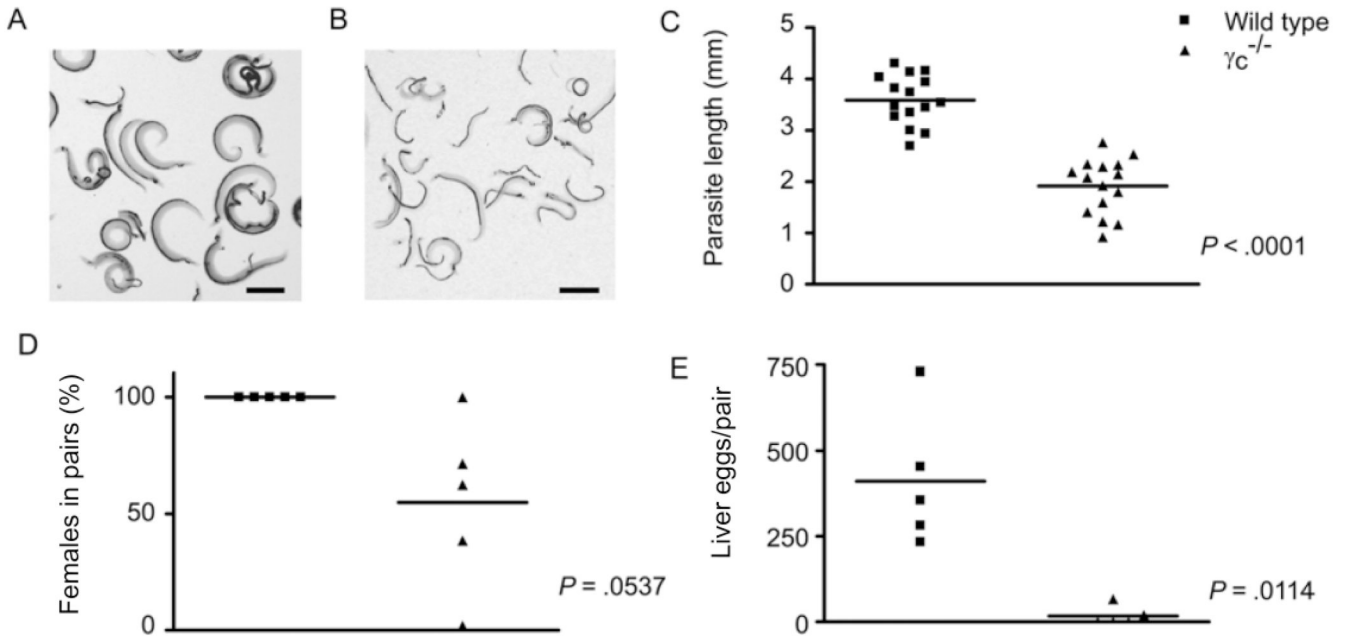 A
B
C
Parasite length (mm)
5
4
3
2
1
0
Wild type
γc-/-
P < .0001
D
Females in pairs (%)
100
50
0
P = .0537
E
Liver eggs/pair
750
500
250
0
P = .0114